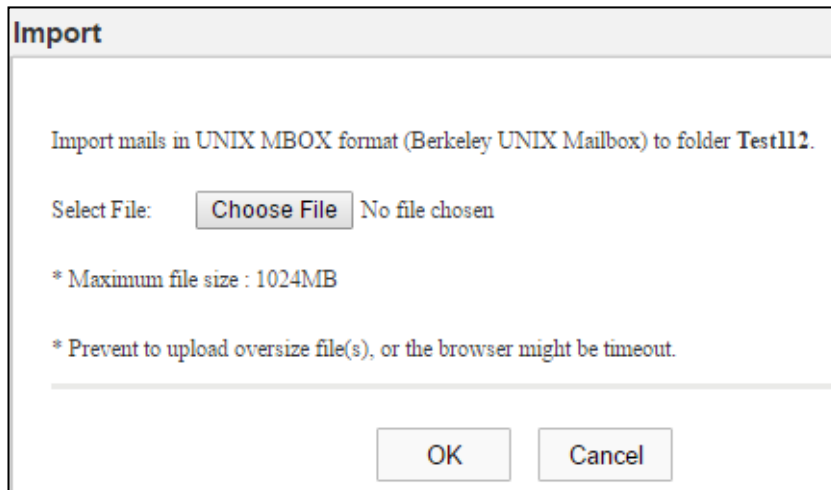 Import
Import mails in UNIX MBOX format (Berkeley UNIX Mailbox) to folder Test112.
Select File: Choose File No file chosen
* Maximum file size : 1024MB
* Prevent to upload oversize file(s), or the browser might be timeout.
OK Cancel